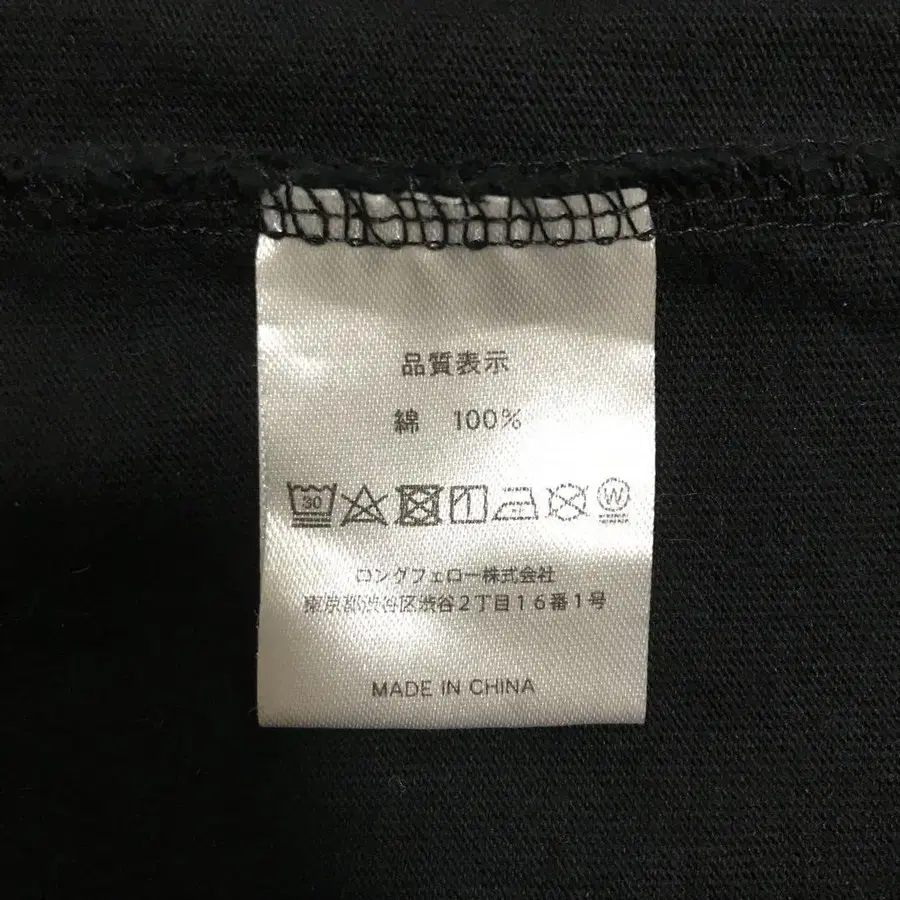 品質表示
綿 100%
30 W
ロングフェロー株式会社
東京都渋谷区渋谷2丁目16番1号
MADE IN CHINA